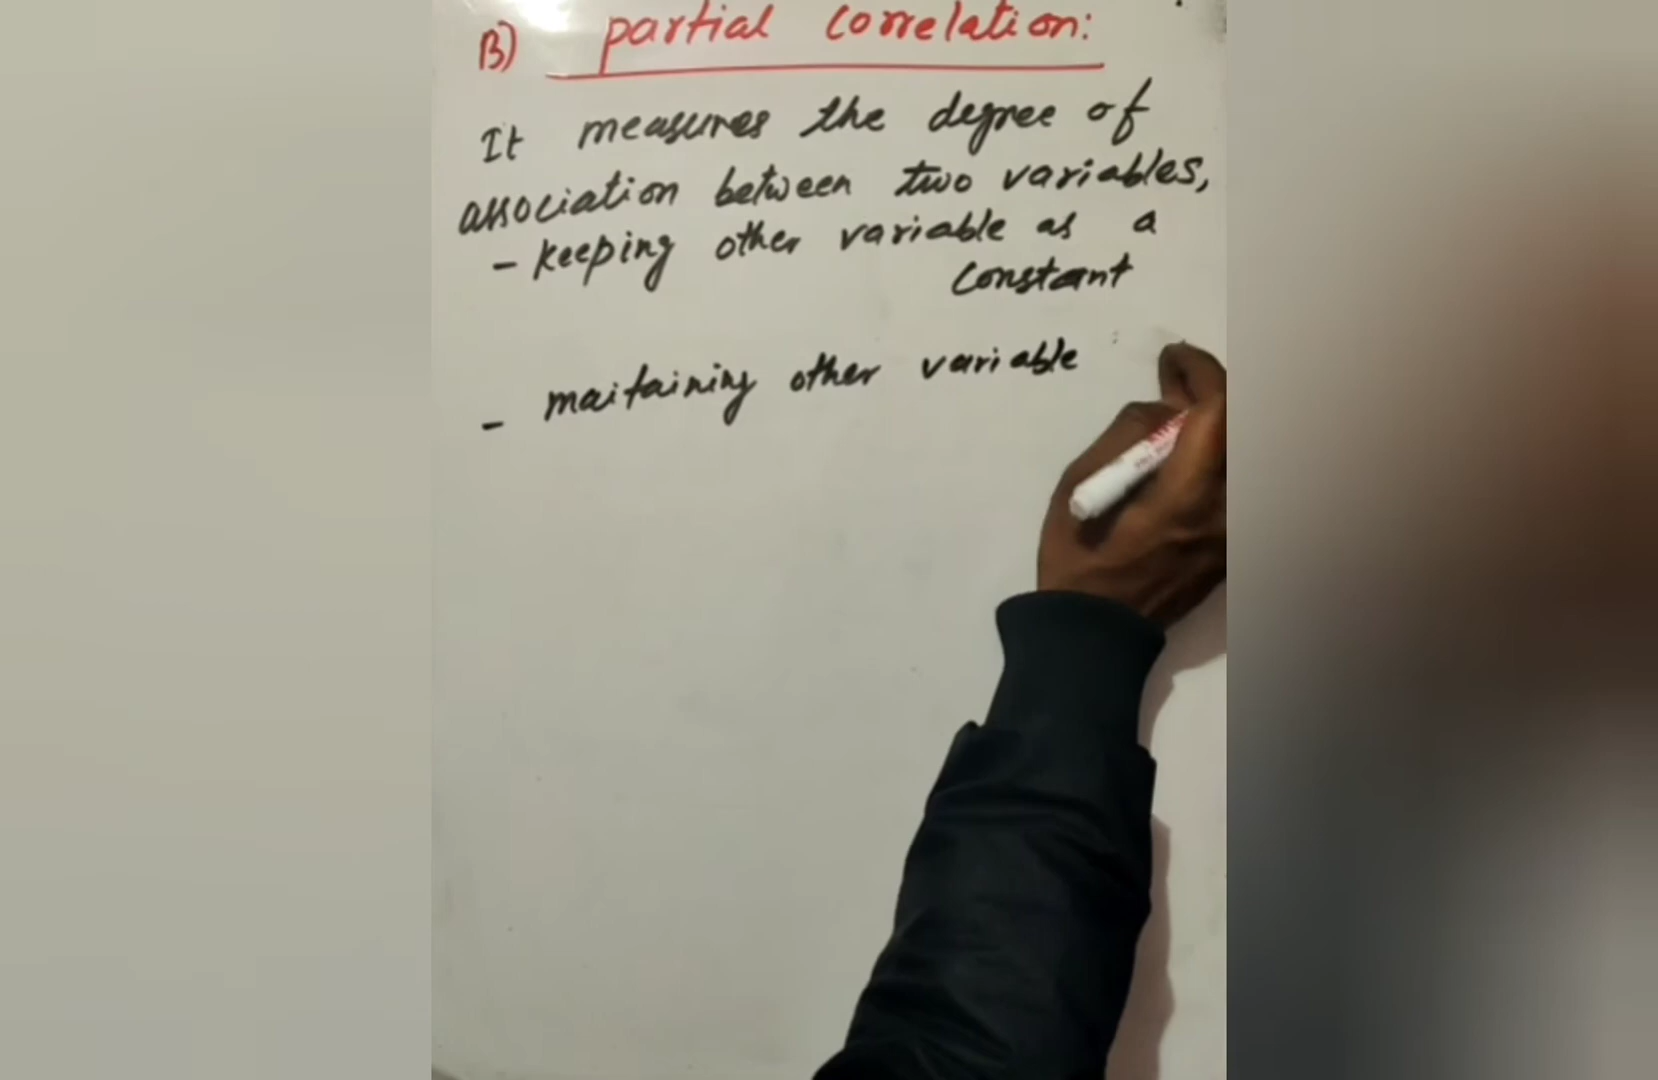 B) partial correlation:
It measures the degree of
association between two variables,
- keeping other variable as a
constant
- maitaining other variable